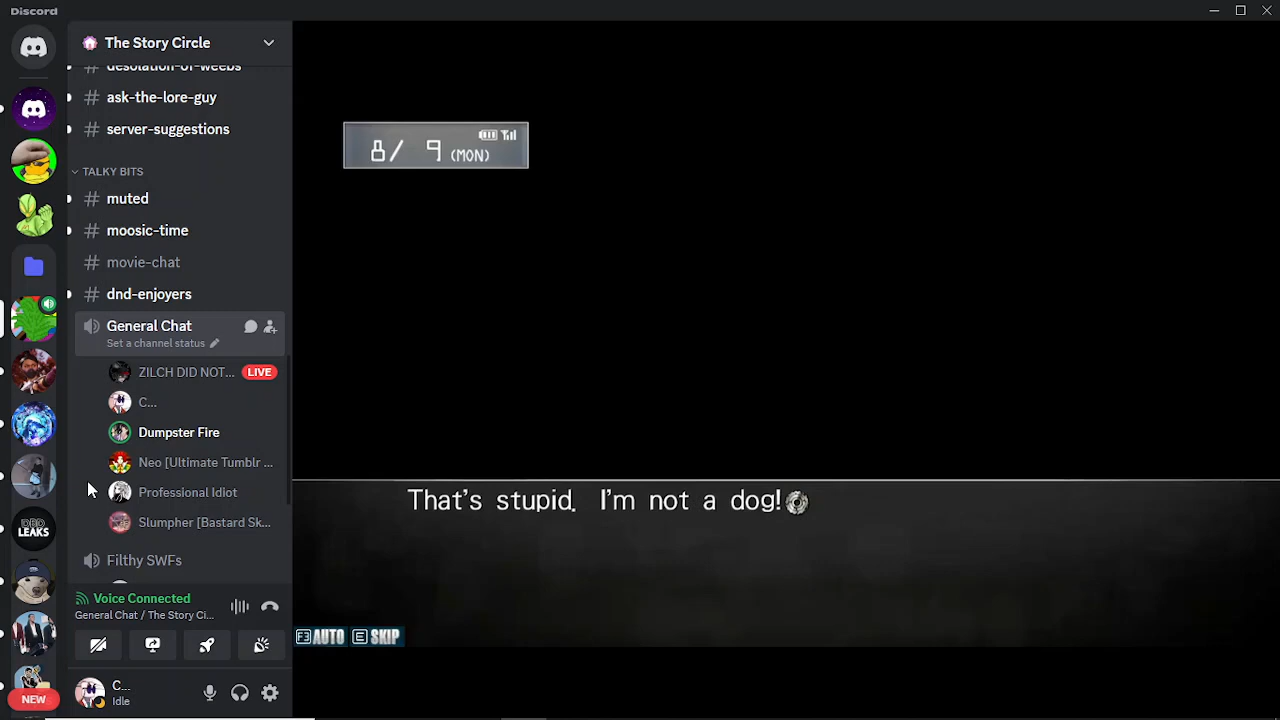 Discord
The Story Circle
desolation-of-weebs
ask-the-lore-guy
server-suggestions
TALKY BITS
muted
moosic-time
movie-chat
dnd-enjoyers
General Chat
Set a channel status
ZILCH DID NOT... LIVE
C...
Dumpster Fire
Neo [Ultimate Tumblr ...
Professional Idiot
Slumpher [Bastard Sk...
Filthy SWFs
Voice Connected
General Chat / The Story Ci...
C...
Idle
DBD
LEAKS
NEW
8/ 9 (MON)
That's stupid. I'm not a dog!
F3 AUTO E SKIP